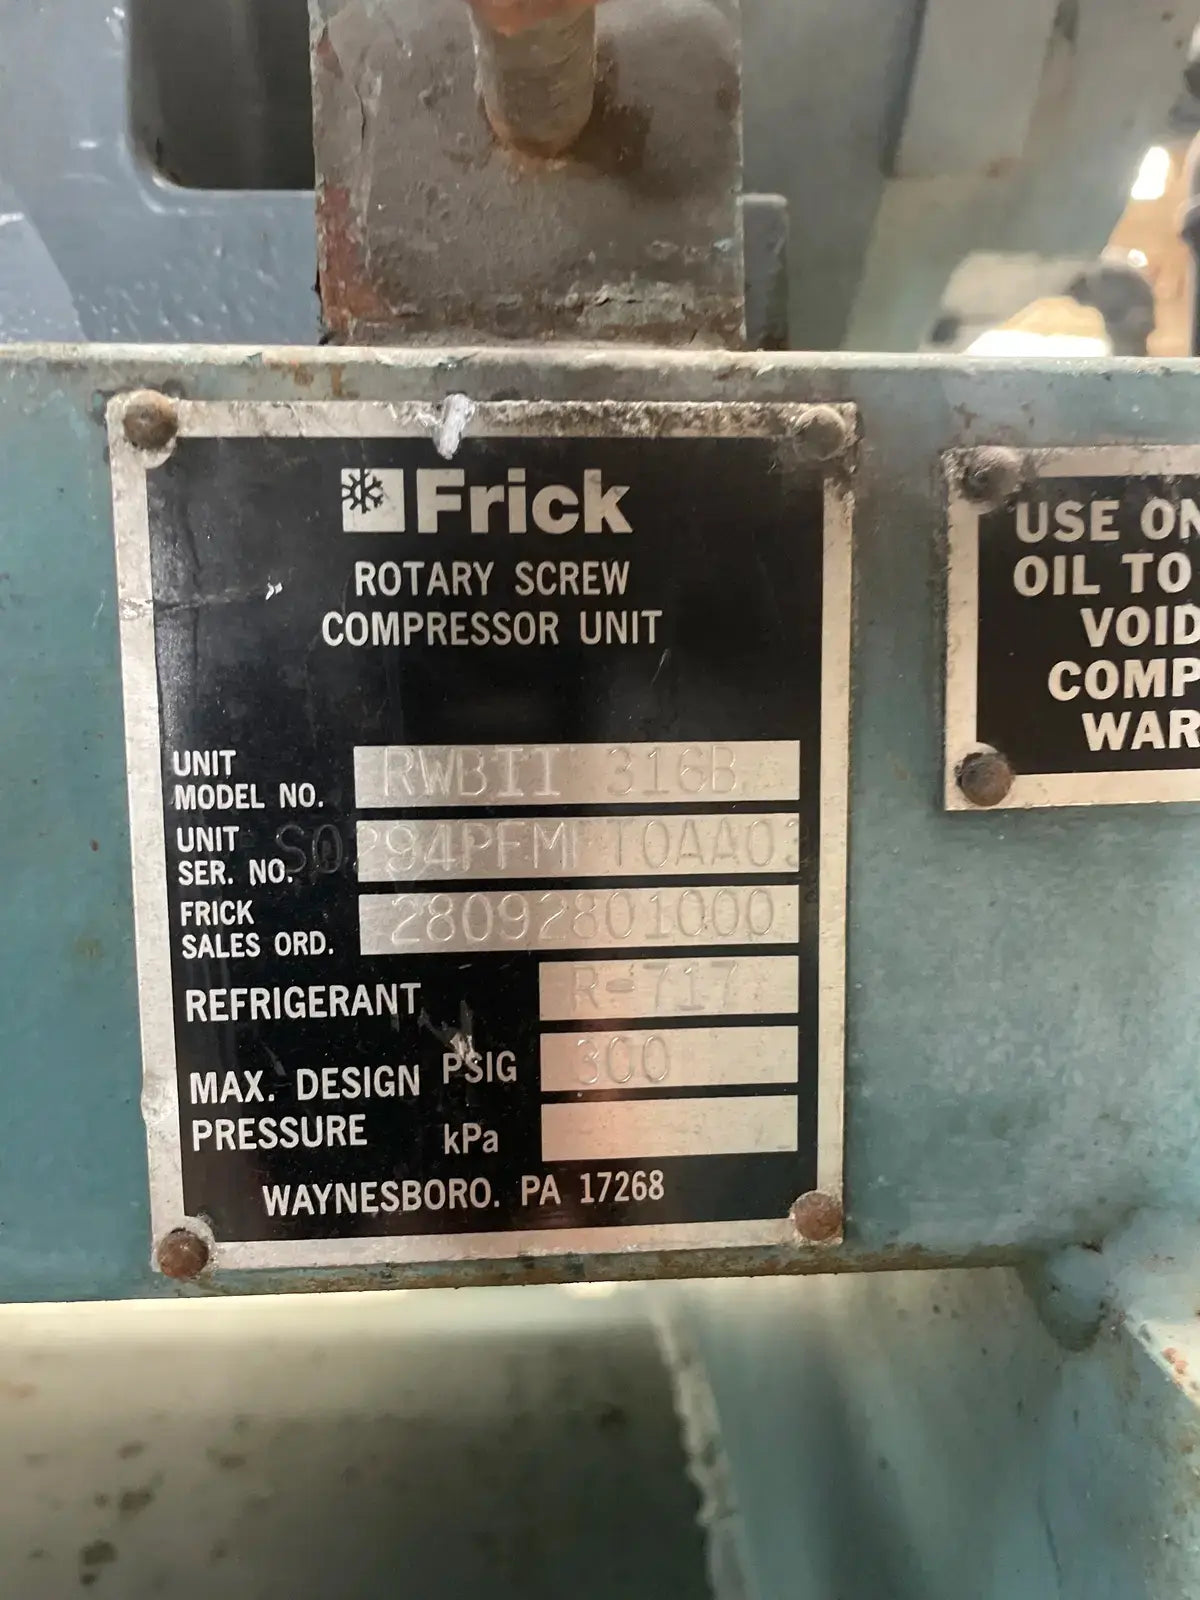 Frick
ROTARY SCREW
COMPRESSOR UNIT
UNIT
MODEL NO. RWBII 316B
UNIT
SER. NO.
FRICK
SALES ORD. 28092801000
REFRIGERANT R-717
MAX. DESIGN PRESSURE PSIG 300
kPa
WAYNESBORO. PA 17268
USE ON
OIL TO
VOID
COMP
WAR